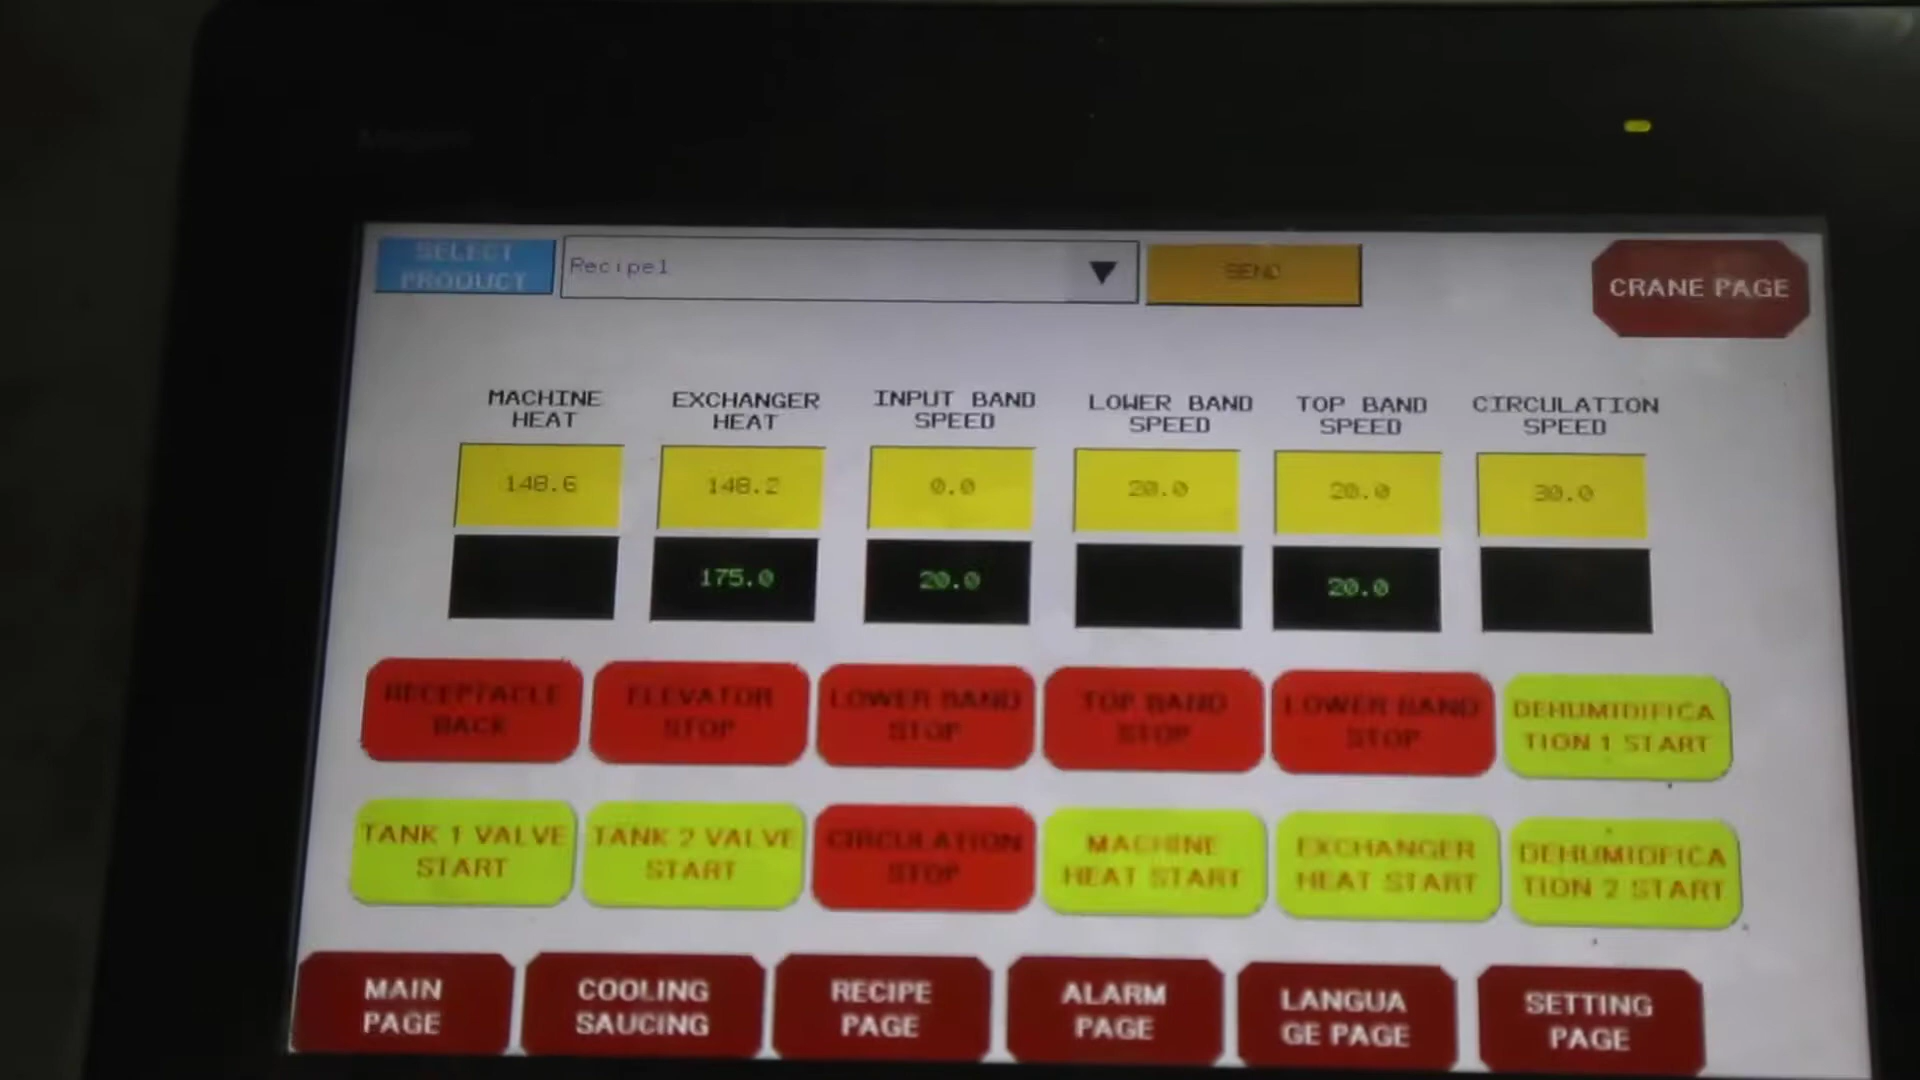 SELECT
PRODUCT
Recipe1
SEND
CRANE PAGE
MACHINE
HEAT
EXCHANGER
HEAT
INPUT BAND
SPEED
LOWER BAND
SPEED
TOP BAND
SPEED
CIRCULATION
SPEED
148.6
148.2
0.0
20.0
20.0
30.0
175.0
20.0
20.0
RECEPTACLE
BACK
ELEVATOR
STOP
LOWER BAND
STOP
TOP BAND
STOP
LOWER BAND
STOP
DEHUMIDIFICA
TION 1 START
TANK 1 VALVE
START
TANK 2 VALVE
START
CIRCULATION
STOP
MACHINE
HEAT START
EXCHANGER
HEAT START
DEHUMIDFICA
TION 2 START
MAIN
PAGE
COOLING
SAUCING
RECIPE
PAGE
ALARM
PAGE
LANGUA
GE PAGE
SETTING
PAGE